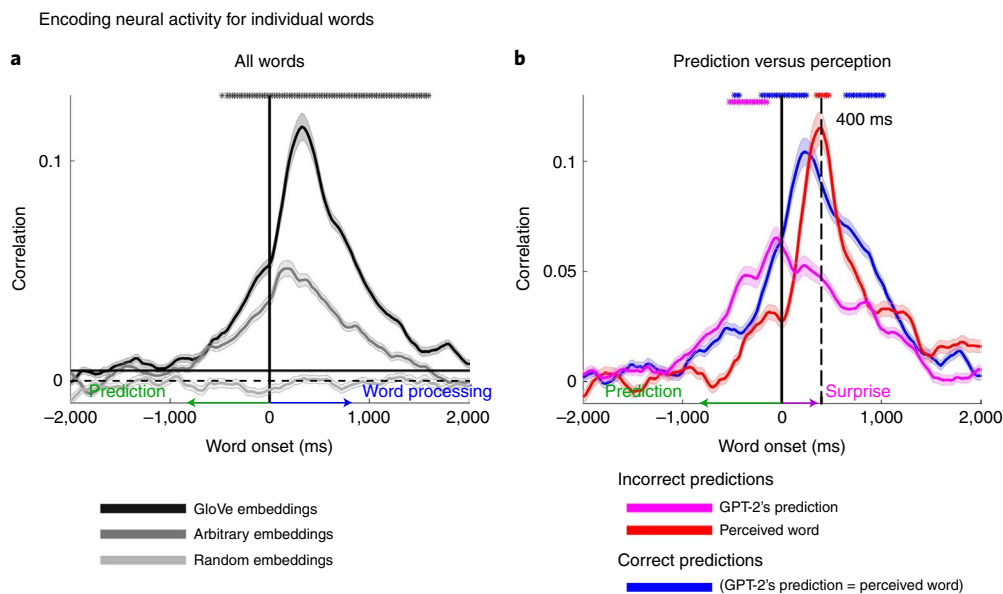 Encoding neural activity for individual words
a
All words
0.1
0
Correlation
Prediction
Word processing
–2,000
–1,000
0
1,000
2,000
Word onset (ms)
GloVe embeddings
Arbitrary embeddings
Random embeddings
b
Prediction versus perception
400 ms
0.1
0.05
0
Correlation
Prediction
Surprise
–2,000
–1,000
0
1,000
2,000
Word onset (ms)
Incorrect predictions
GPT-2's prediction
Perceived word
Correct predictions
(GPT-2's prediction = perceived word)